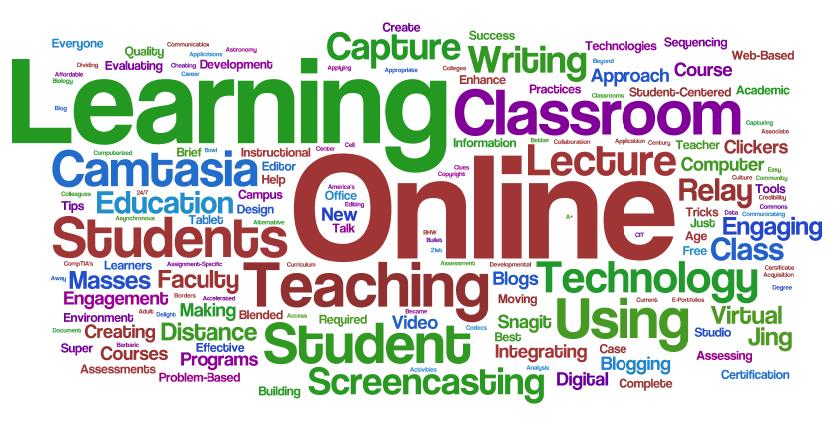 Create
Success
Everyone
Communication
Capture
Writing
Technologies
Sequencing
Quality
Applications
Astronomy
Beyond
Web-Based
Dividing
Evaluating
Cheating
Development
Applying
Appropriate
Colleges
Approach
Course
Affordable
Biology
Career
Enhance
Learning
Practices
Student-Centered
Academic
Blog
Classrooms
Classroom
Capturing
Associate
Computerized
Brief
Bowl
Instructional
Center
Cell
Information
Better
Collaboration
Application
Century
Teacher
Clickers
Camtasia
Editor
Help
Clues
Copyright
Lecture
Computer
Easy
Culture
Community
Colleagues
24/7
Campus
America's
Office
Online
Relay
Tools
Credibility
Tips
Education
Design
Editing
New
Talk
Commons
Asynchronous
Tablet
Alternative
A+
Tricks
Data
Communicating
Just
Engaging
Students
BHW
Bullets
CIT
Age
21st
Free
Class
CompTIA's
Learners
Assignment-Specific
Curriculum
Assessment
Developmental
Certificate
Acquisition
Away
Masses
Faculty
Teaching
Blogs
Technology
Degree
Engagement
Borders
Accelerated
Moving
Current
E-Portfolios
Adult
Delight
Making
Blended
Access
Became
Using
Virtual
Environment
Required
Video
Codecs
Snagit
Document
Creating
Distance
Student
Best
Studio
Jing
Super
Barbaric
Effective
Integrating
Case
Courses
Programs
Assessing
Assessments
Activities
Analysis
Blogging
Problem-Based
Screencasting
Digital
Complete
Certification
Building